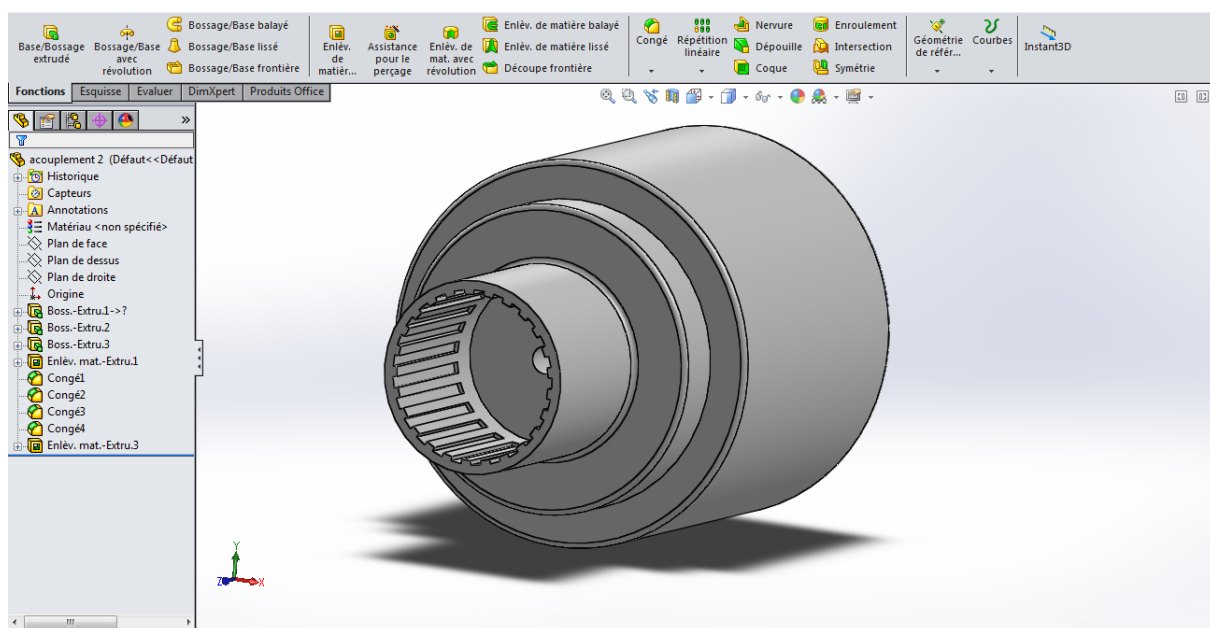 Base/Bossage extrudé
Bossage/Base avec révolution
Bossage/Base balayé
Bossage/Base lissé
Bossage/Base frontière
Enlèv. de matièr...
Assistance pour le perçage
Enlèv. de mat. avec révolution
Enlèv. de matière balayé
Enlèv. de matière lissé
Découpe frontière
Congé
Répétition linéaire
Nervure
Dépouille
Coque
Enroulement
Intersection
Symétrie
Géométrie de référ...
Courbes
Instant3D
Fonctions Esquisse Evaluer DimXpert Produits Office
»
acouplement 2 (Défaut<<Défaut
Historique
Capteurs
A Annotations
Matériau <non spécifié>
Plan de face
Plan de dessus
Plan de droite
Origine
Boss.-Extru.1->?
Boss.-Extru.2
Boss.-Extru.3
Enlèv. mat.-Extru.1
Congé1
Congé2
Congé3
Congé4
Enlèv. mat.-Extru.3
Y
Z X